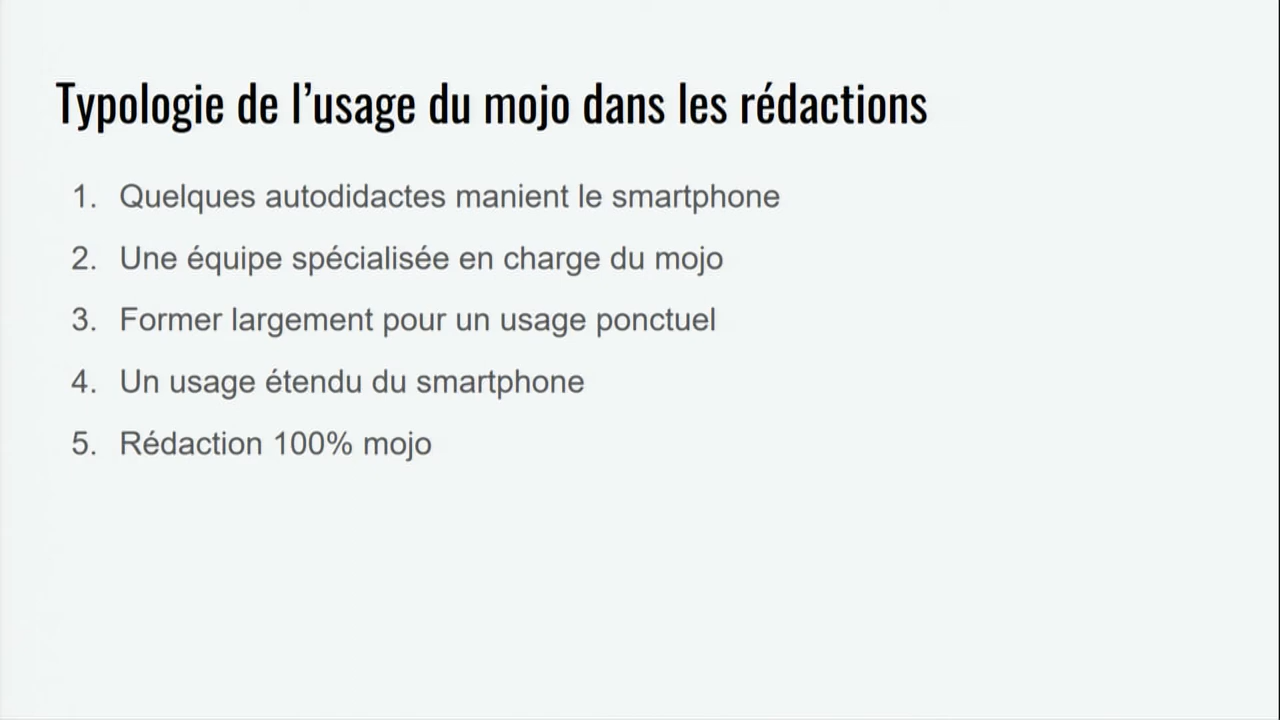 Typologie de l’usage du mojo dans les rédactions
1. Quelques autodidactes manient le smartphone
2. Une équipe spécialisée en charge du mojo
3. Former largement pour un usage ponctuel
4. Un usage étendu du smartphone
5. Rédaction 100% mojo